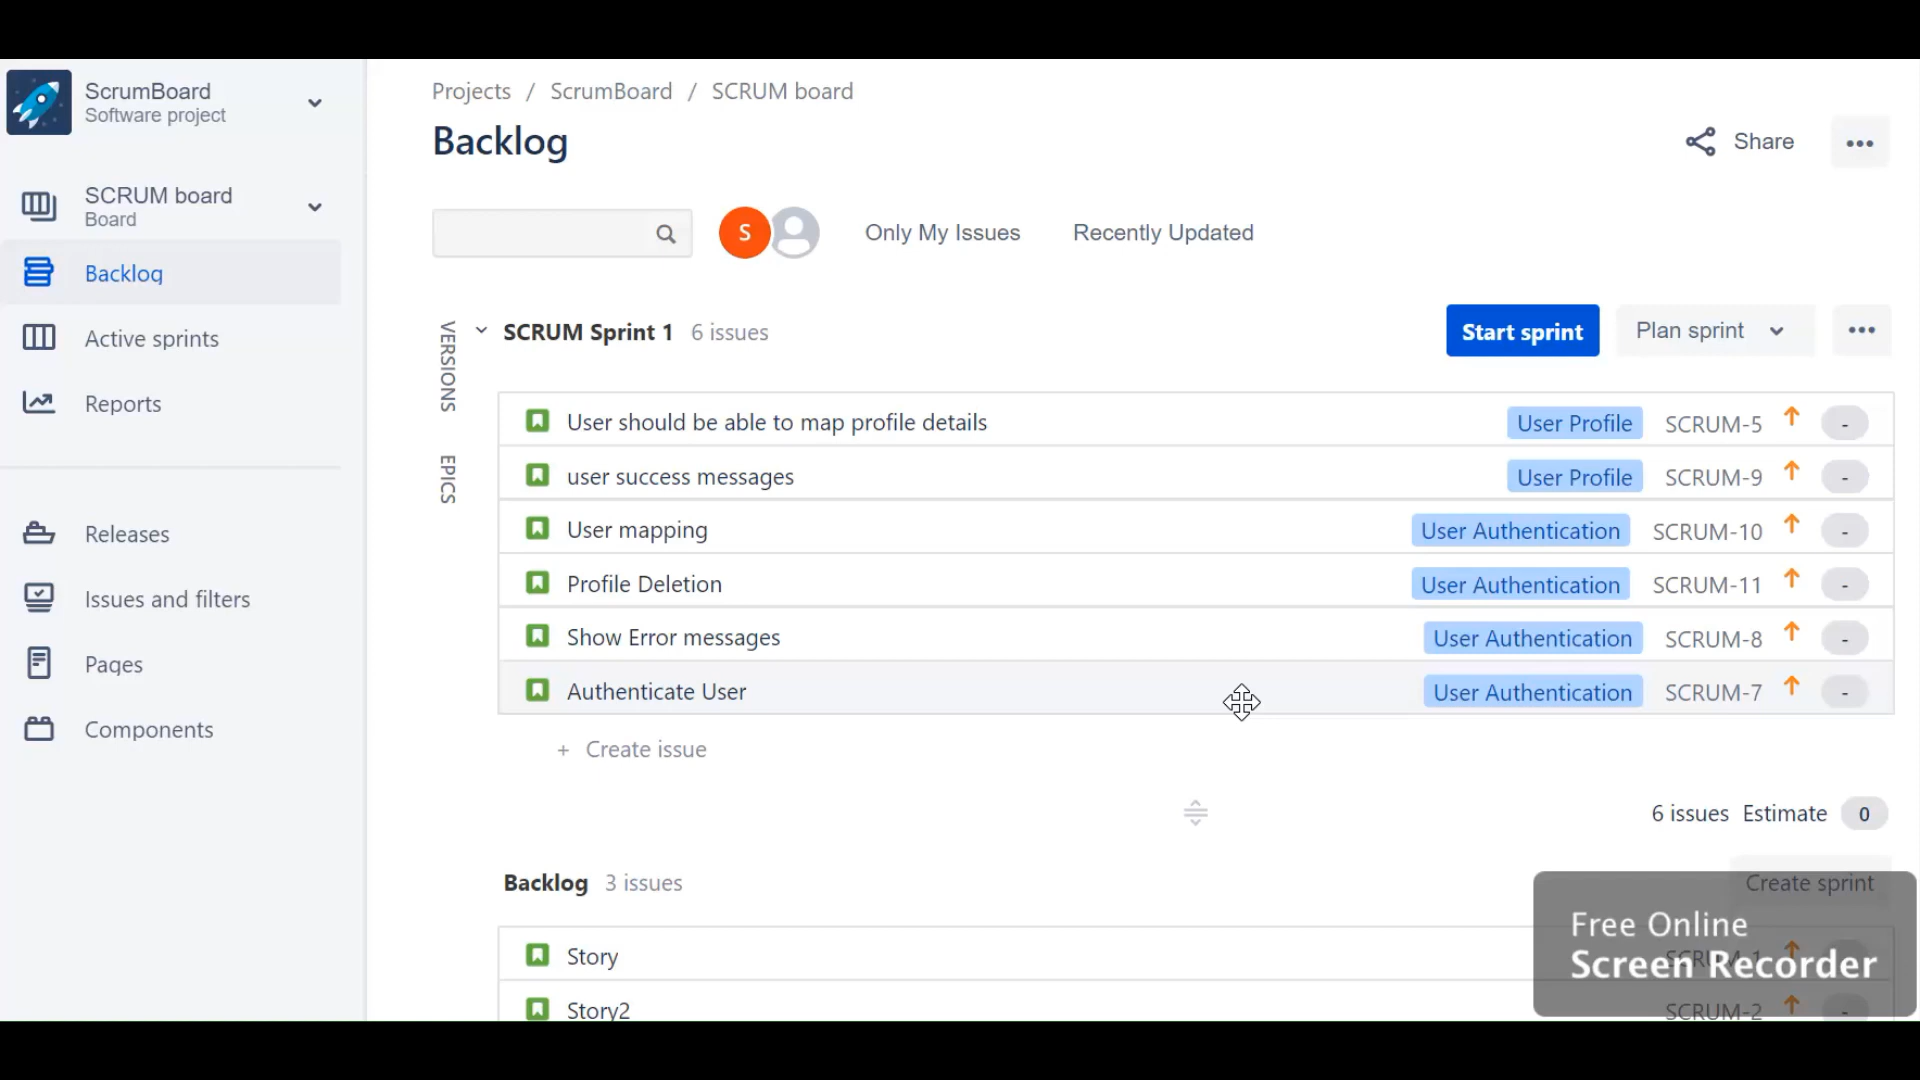 ScrumBoard
Software project
SCRUM board
Board
Backlog
Active sprints
Reports
Releases
Issues and filters
Pages
Components
Projects / ScrumBoard / SCRUM board
Backlog
Share
S
Only My Issues
Recently Updated
VERSIONS
EPICS
SCRUM Sprint 1 6 issues
Start sprint
Plan sprint
User should be able to map profile details User Profile SCRUM-5 -
user success messages User Profile SCRUM-9 -
User mapping User Authentication SCRUM-10 -
Profile Deletion User Authentication SCRUM-11 -
Show Error messages User Authentication SCRUM-8 -
Authenticate User User Authentication SCRUM-7 -
+ Create issue
6 issues Estimate 0
Backlog 3 issues
Create sprint
Story SCRUM-1
Story2 SCRUM-2 -
Free Online
Screen Recorder